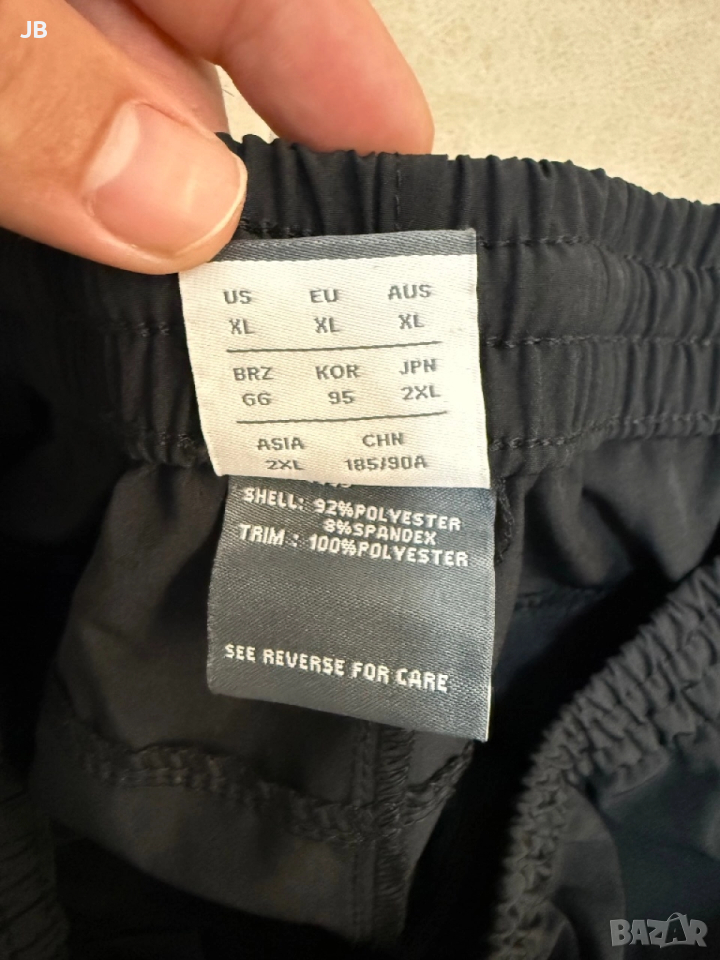 JB
US EU AUS
XL XL XL
BRZ KOR JPN
GG 95 2XL
ASIA CHN
2XL 185/90A
SHELL: 92%POLYESTER
8%SPANDEX
TRIM : 100%POLYESTER
SEE REVERSE FOR CARE
BAZAR